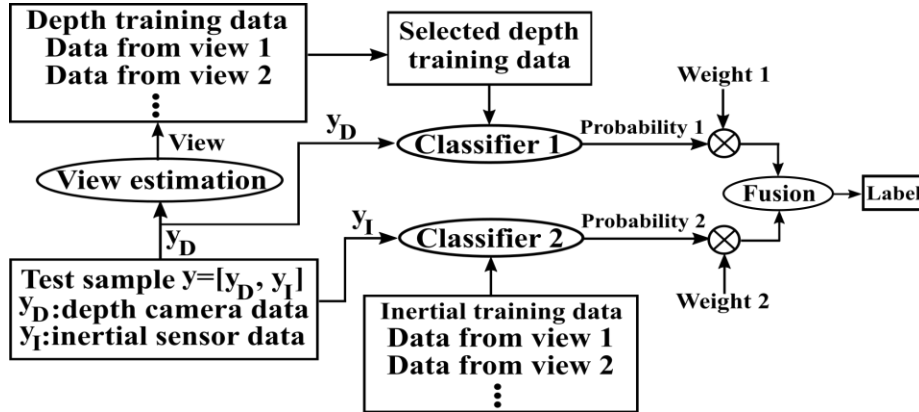 Depth training data
Data from view 1
Data from view 2
Selected depth
training data
Weight 1
View
y_D
Classifier 1
Probability 1
View estimation
Fusion
Label
y_D
y_I
Classifier 2
Probability 2
Test sample y=[y_D, y_I]
y_D:depth camera data
y_I:inertial sensor data
Weight 2
Inertial training data
Data from view 1
Data from view 2